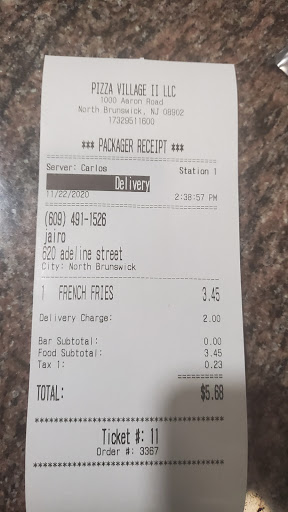 PIZZA VILLAGE II LLC
1000 Aaron Road
North Brunswick, NJ 08902
17329511600
*** PACKAGER RECEIPT ***
Server: Carlos Station 1
Delivery
11/22/2020 2:38:57 PM
(609) 491-1526
jairo
620 adeline street
City: North Brunswick
1 FRENCH FRIES 3.45
Delivery Charge: 2.00
Bar Subtotal: 0.00
Food Subtotal: 3.45
Tax 1: 0.23
==========
TOTAL: $5.68
***********************************
Ticket #: 11
Order #: 3367
***********************************